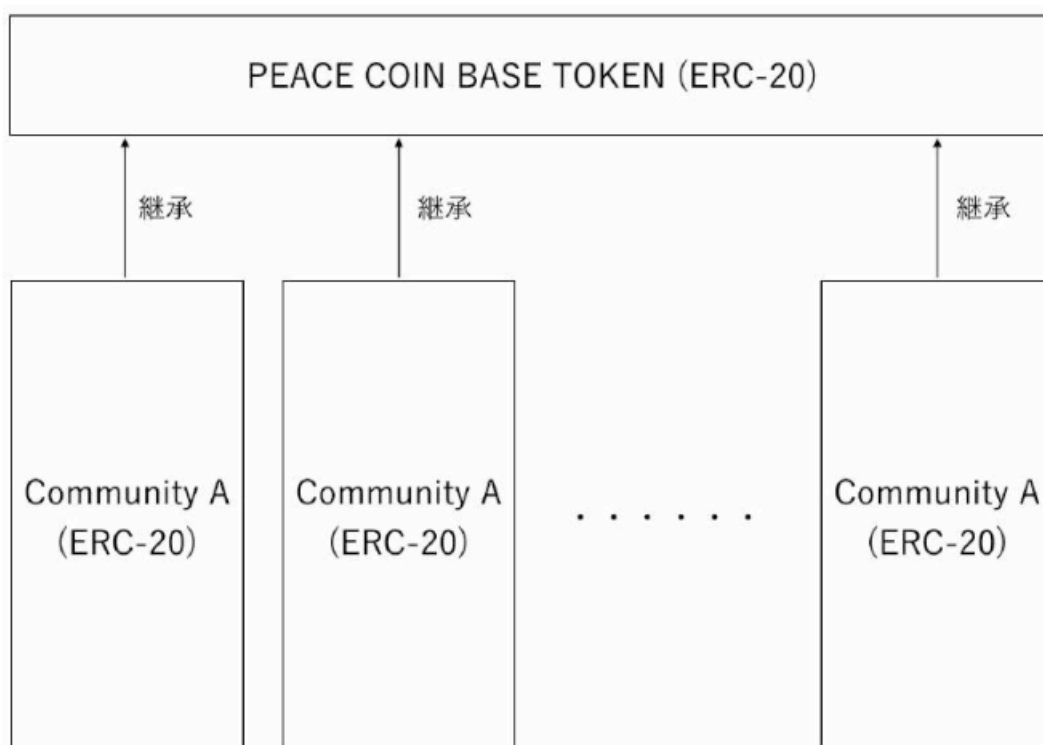 PEACE COIN BASE TOKEN (ERC-20)
継承
継承
継承
Community A
(ERC-20)
Community A
(ERC-20)
· · · · · ·
Community A
(ERC-20)